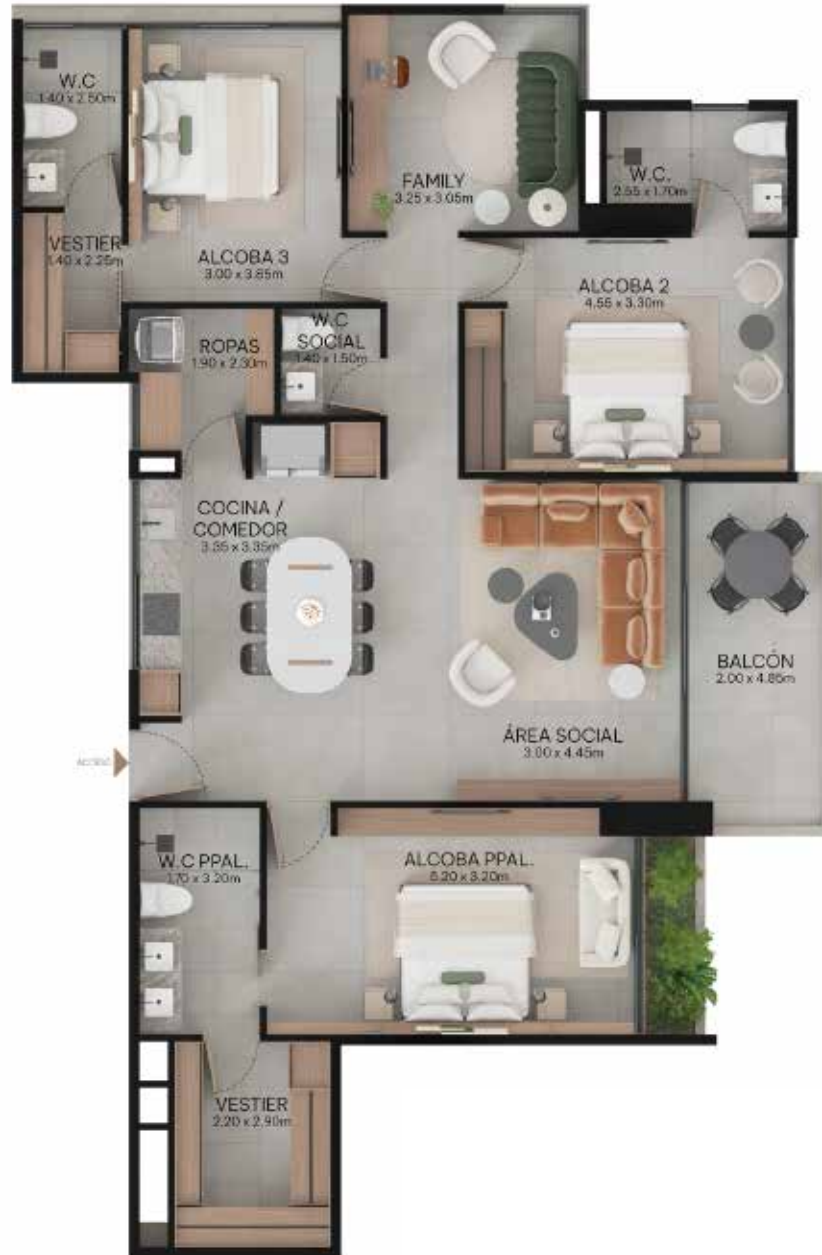 W.C
1.40 x 2.50m
FAMILY
3.25 x 3.05m
W.C.
2.55 x 1.70m
VESTIER
1.40 x 2.25m
ALCOBA 3
3.00 x 3.65m
ALCOBA 2
4.55 x 3.30m
ROPAS
1.90 x 2.30m
W.C
SOCIAL
1.40 x 1.50m
COCINA /
COMEDOR
3.35 x 3.35m
BALCÓN
2.00 x 4.85m
ÁREA SOCIAL
3.90 x 4.45m
ACCESO
W.C PPAL.
1.70 x 3.20m
ALCOBA PPAL.
5.20 x 3.20m
VESTIER
2.20 x 2.90m